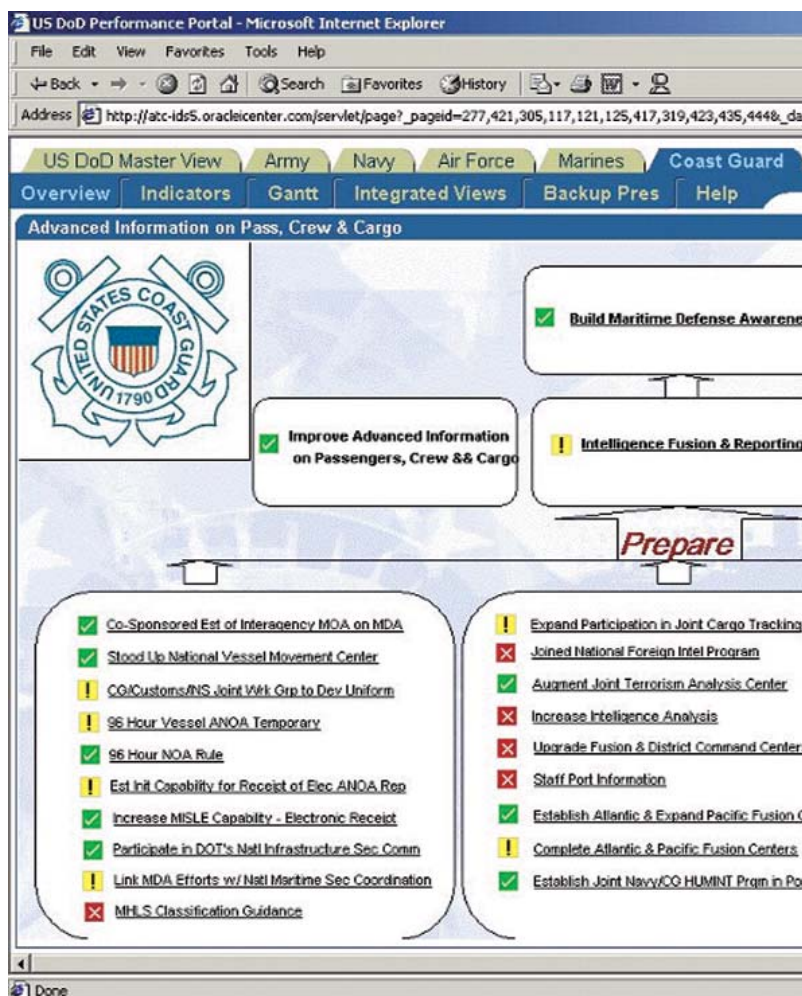 US DoD Performance Portal - Microsoft Internet Explorer
File Edit View Favorites Tools Help
Back Search Favorites History
Address http://atc-ids5.oracleicenter.com/servlet/page?_pageid=277,421,305,117,121,125,417,319,423,435,444&_da
US DoD Master View Army Navy Air Force Marines Coast Guard
Overview Indicators Gantt Integrated Views Backup Pres Help
Advanced Information on Pass, Crew & Cargo
UNITED STATES COAST GUARD
1790
Build Maritime Defense Awarene
Improve Advanced Information
on Passengers, Crew && Cargo
Intelligence Fusion & Reporting
Prepare
Co-Sponsored Est of Interagency MOA on MDA
Stood Up National Vessel Movement Center
CG/Customs/INS Joint Wrk Grp to Dev Uniform
96 Hour Vessel ANOA Temporary
96 Hour NOA Rule
Est Init Capability for Receipt of Elec ANOA Rep
Increase MISLE Capablity - Electronic Receipt
Participate in DOT's Natl Infrastructure Sec Comm
Link MDA Efforts w/ Natl Maritime Sec Coordination
MHLS Classification Guidance
Expand Participation in Joint Cargo Tracking
Joined National Foreign Intel Program
Augment Joint Terrorism Analysis Center
Increase Intelligence Analysis
Upgrade Fusion & District Command Center
Staff Port Information
Establish Atlantic & Expand Pacific Fusion C
Complete Atlantic & Pacific Fusion Centers
Establish Joint Navy/CG HUMINT Prgm in Po
Done